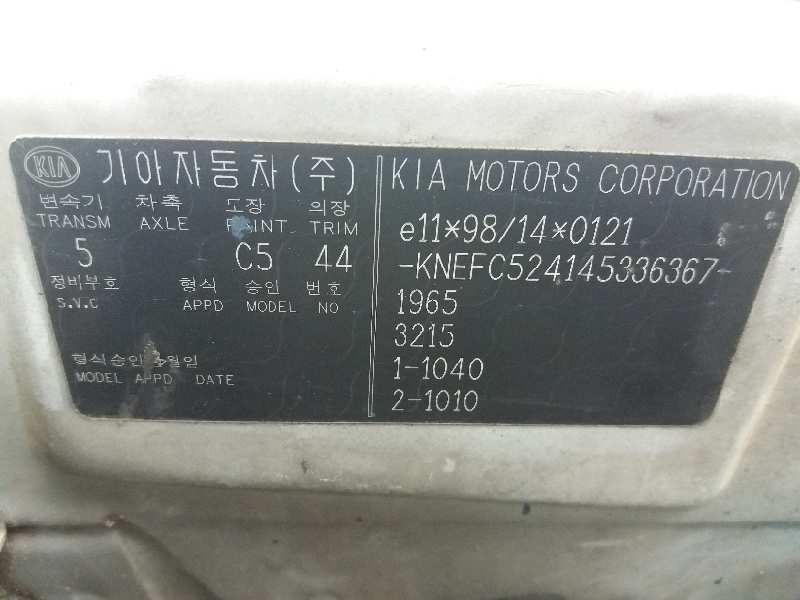 KIA 기아자동차(주)
변속기 차축 도장 의장
TRANSM AXLE PAINT TRIM
5 C5 44
정비부호 형식 승인 번호
S.V.C APPD MODEL NO
형식승인 월일
MODEL APPD DATE
KIA MOTORS CORPORATION
e11*98/14*0121
-KNEFC524145336367-
1965
3215
1-1040
2-1010